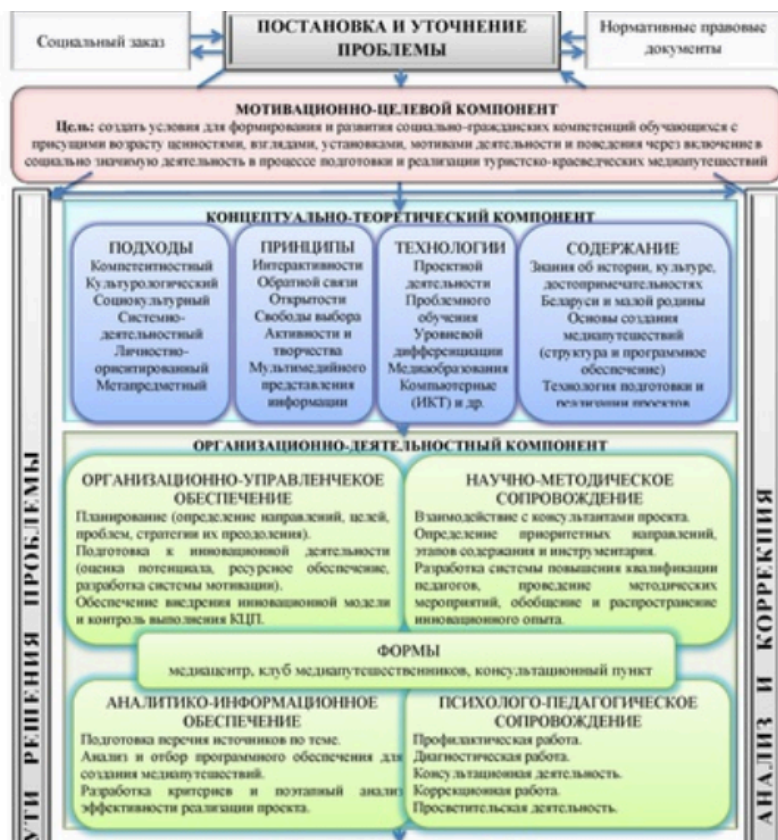 Социальный заказ
ПОСТАНОВКА И УТОЧНЕНИЕ
ПРОБЛЕМЫ
Нормативные правовые
документы
МОТИВАЦИОННО-ЦЕЛЕВОЙ КОМПОНЕНТ
Цель: создать условия для формирования и развития социально-гражданских компетенций обучающихся с
присущими возрасту ценностями, взглядами, установками, мотивами деятельности и поведения через включение в
социально значимую деятельность в процессе подготовки и реализации туристско-краеведческих медиапутешествий
КОНЦЕПТУАЛЬНО-ТЕОРЕТИЧЕСКИЙ КОМПОНЕНТ
ПОДХОДЫ
Компетентностный
Культурологический
Социокультурный
Системно-
деятельностный
Личностно-
ориентированный
Метапредметный
ПРИНЦИПЫ
Интерактивности
Обратной связи
Открытости
Свободы выбора
Активности и
творчества
Мультимедийного
представления
информации
ТЕХНОЛОГИИ
Проектной
деятельности
Проблемного
обучения
Уровневой
дифференциации
Медиаобразования
Компьютерные
(ИКТ) и др.
СОДЕРЖАНИЕ
Знания об истории, культуре,
достопримечательностях
Беларуси и малой родины
Основы создания
медиапутешествий
(структура и программное
обеспечение)
Технология подготовки и
реализации проектов
ОРГАНИЗАЦИОННО-ДЕЯТЕЛЬНОСТНЫЙ КОМПОНЕНТ
ОРГАНИЗАЦИОННО-УПРАВЛЕНЧЕКОЕ
ОБЕСПЕЧЕНИЕ
Планирование (определение направлений, целей,
проблем, стратегии их преодоления).
Подготовка к инновационной деятельности
(оценка потенциала, ресурсное обеспечение,
разработка системы мотивации).
Обеспечение внедрения инновационной модели
и контроль выполнения КЦП.
НАУЧНО-МЕТОДИЧЕСКОЕ
СОПРОВОЖДЕНИЕ
Взаимодействие с консультантами проекта.
Определение приоритетных направлений,
этапов содержания и инструментария.
Разработка системы повышения квалификации
педагогов, проведение методических
мероприятий, обобщение и распространение
инновационного опыта.
ФОРМЫ
медиацентр, клуб медиапутешественников, консультационный пункт
АНАЛИТИКО-ИНФОРМАЦИОННОЕ
ОБЕСПЕЧЕНИЕ
Подготовка перечня источников по теме.
Анализ и отбор программного обеспечения для
создания медиапутешествий.
Разработка критериев и поэтапный анализ
эффективности реализации проекта.
ПСИХОЛОГО-ПЕДАГОГИЧЕСКОЕ
СОПРОВОЖДЕНИЕ
Профилактическая работа.
Диагностическая работа.
Консультационная деятельность.
Коррекционная работа.
Просветительская деятельность.
ПУТИ РЕШЕНИЯ ПРОБЛЕМЫ
АНАЛИЗ И КОРРЕКЦИЯ